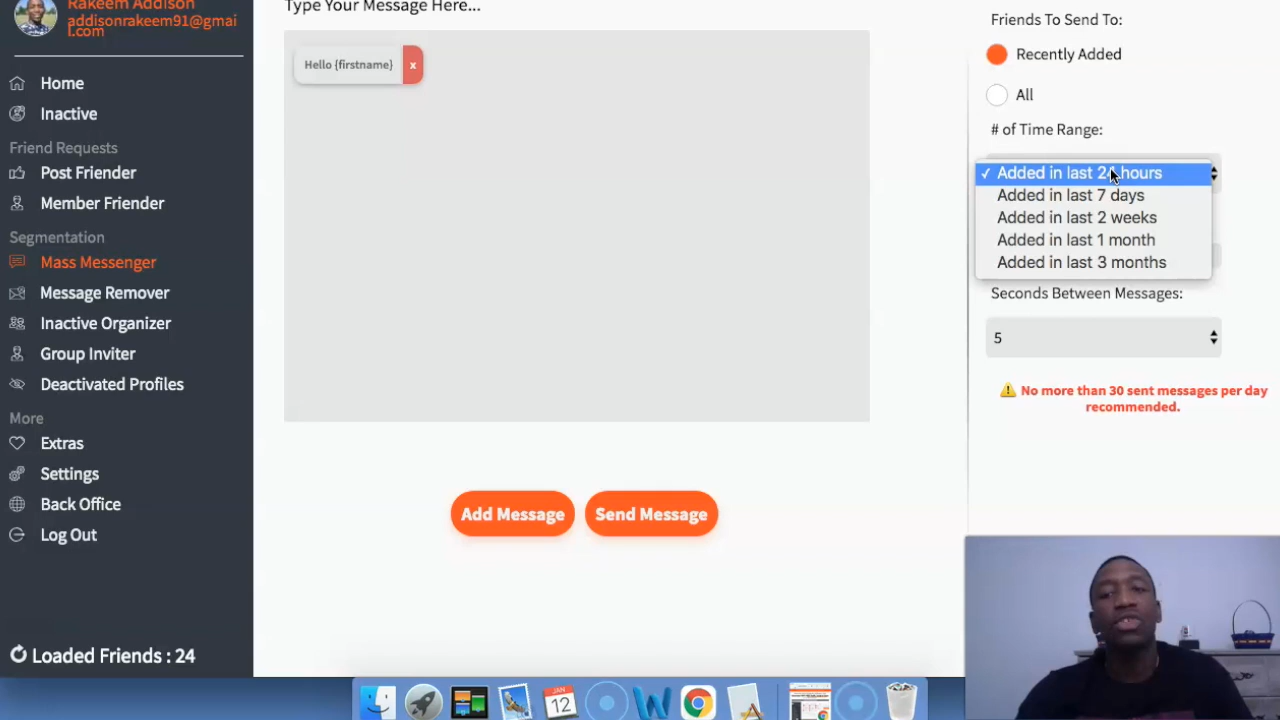 Rakeem Addison
addisonrakeem91@gmai
l.com
Home
Inactive
Friend Requests
Post Friender
Member Friender
Segmentation
Mass Messenger
Message Remover
Inactive Organizer
Group Inviter
Deactivated Profiles
More
Extras
Settings
Back Office
Log Out
Loaded Friends : 24
Type Your Message Here...
Hello {firstname}
x
Add Message
Send Message
Friends To Send To:
Recently Added
All
# of Time Range:
✓ Added in last 24 hours
Added in last 7 days
Added in last 2 weeks
Added in last 1 month
Added in last 3 months
Seconds Between Messages:
5
⚠ No more than 30 sent messages per day
recommended.
JAN
12